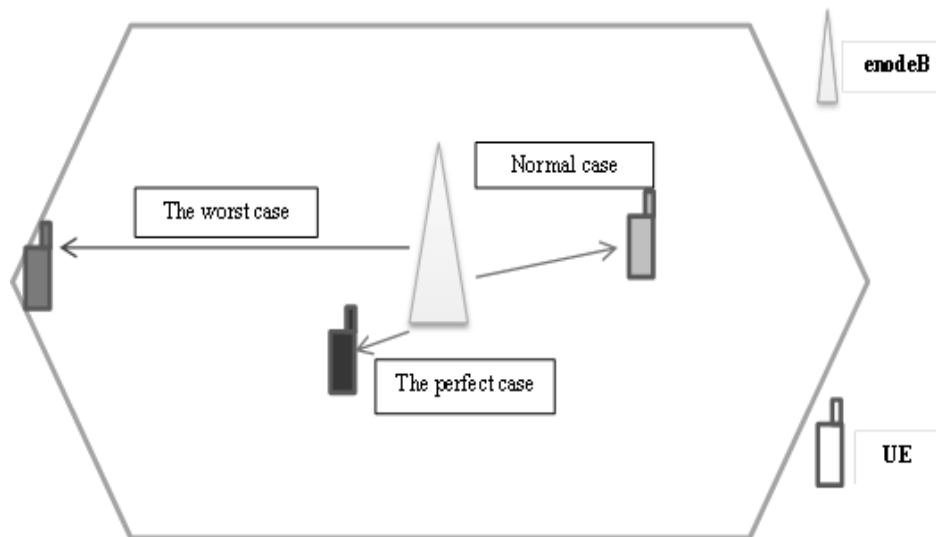 enodeB
Normal case
The worst case
The perfect case
UE